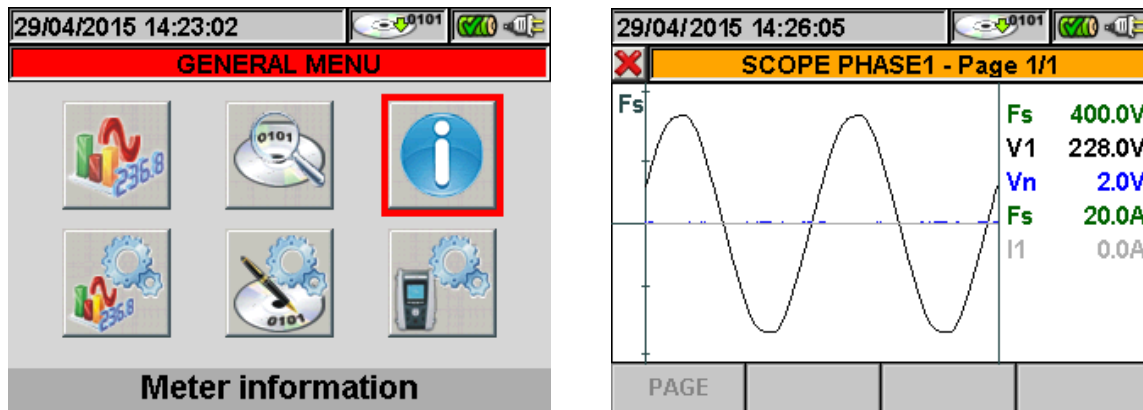 29/04/2015 14:23:02
0101
GENERAL MENU
236.8
0101
236.8
0101
Meter information
29/04/2015 14:26:05
0101
SCOPE PHASE1 - Page 1/1
Fs
Fs 400.0V
V1 228.0V
Vn 2.0V
Fs 20.0A
I1 0.0A
PAGE